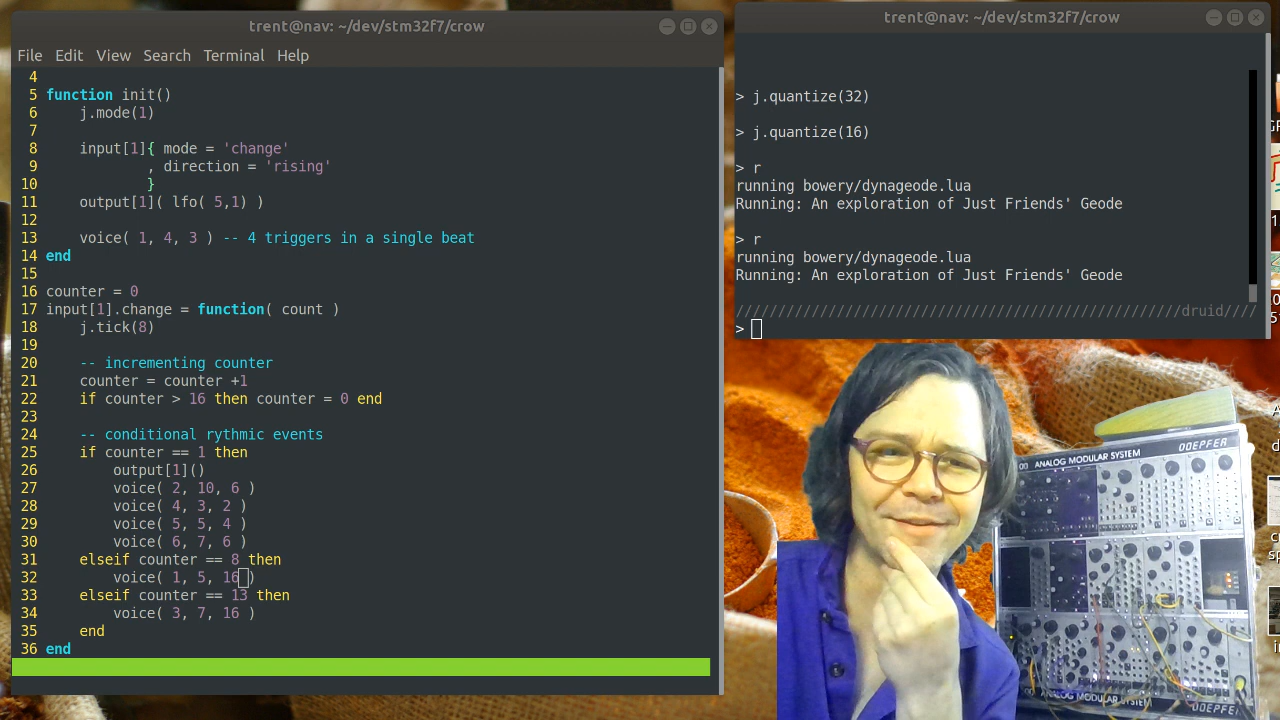 trent@nav: ~/dev/stm32f7/crow
File Edit View Search Terminal Help
4
5 function init()
6     j.mode(1)
7
8     input[1]{ mode = 'change'
9             , direction = 'rising'
10             }
11     output[1]( lfo( 5,1) )
12
13     voice( 1, 4, 3 ) -- 4 triggers in a single beat
14 end
15
16 counter = 0
17 input[1].change = function( count )
18     j.tick(8)
19
20     -- incrementing counter
21     counter = counter +1
22     if counter > 16 then counter = 0 end
23
24     -- conditional rythmic events
25     if counter == 1 then
26         output[1]()
27         voice( 2, 10, 6 )
28         voice( 4, 3, 2 )
29         voice( 5, 5, 4 )
30         voice( 6, 7, 6 )
31     elseif counter == 8 then
32         voice( 1, 5, 16 )
33     elseif counter == 13 then
34         voice( 3, 7, 16 )
35     end
36 end
trent@nav: ~/dev/stm32f7/crow
> j.quantize(32)
> j.quantize(16)
> r
running bowery/dynageode.lua
Running: An exploration of Just Friends' Geode
> r
running bowery/dynageode.lua
Running: An exploration of Just Friends' Geode
/////////////////////////////////////////////////////druid////
>
ANALOG MODULAR SYSTEM DOEPFER
ANALOG MODULAR SYSTEM DOEPFER